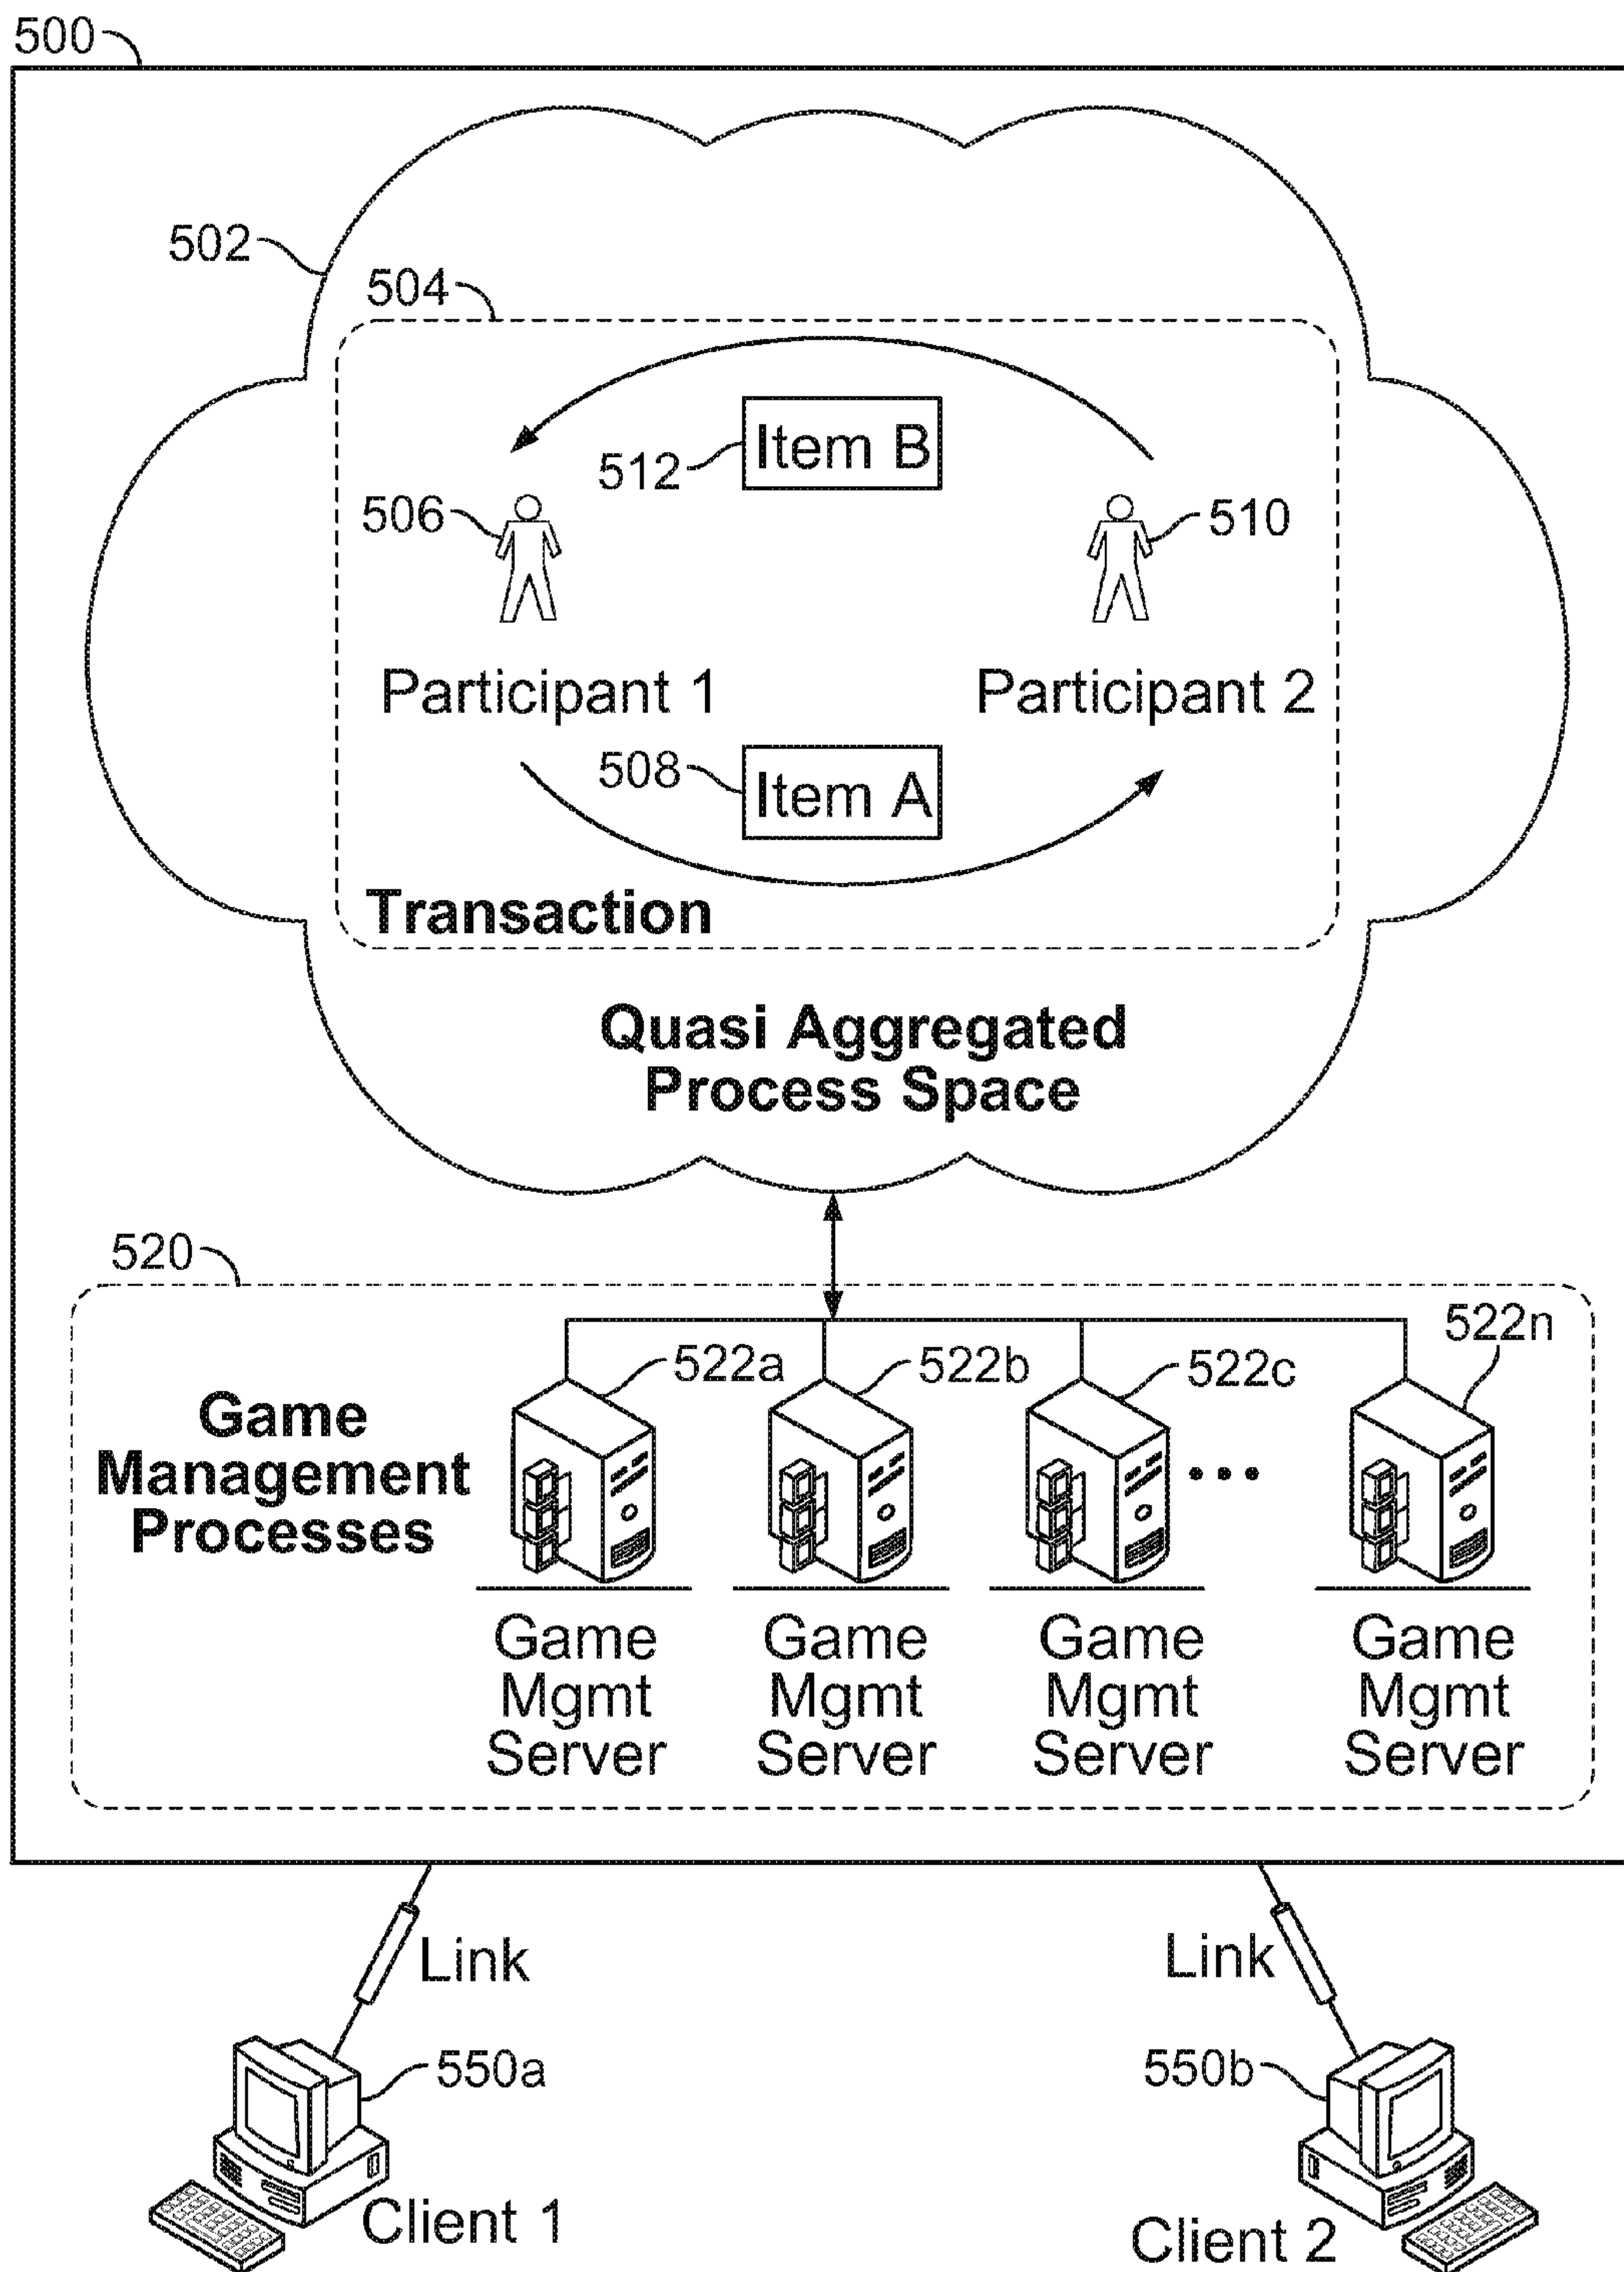 500
502
504
Item B
512
506
510
Participant 1
Participant 2
508
Item A
Transaction
Quasi Aggregated
Process Space
520
522n
522a
522b
522c
Game
Management
Processes
Game
Mgmt
Server
Game
Mgmt
Server
Game
Mgmt
Server
Game
Mgmt
Server
Link
Link
550a
550b
Client 1
Client 2